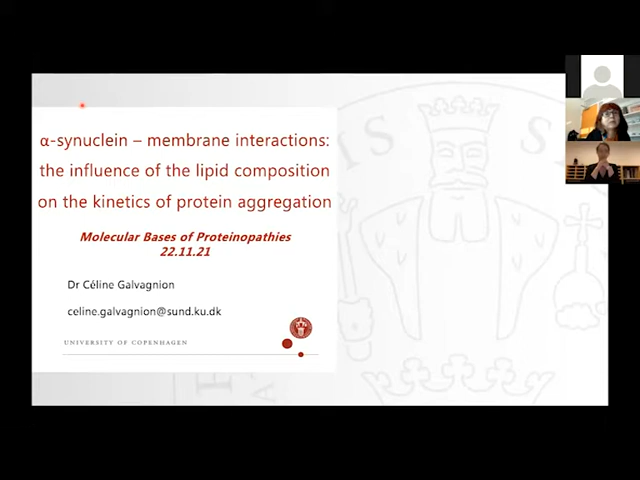 α-synuclein – membrane interactions:
the influence of the lipid composition
on the kinetics of protein aggregation
Molecular Bases of Proteinopathies
22.11.21
Dr Céline Galvagnion
celine.galvagnion@sund.ku.dk
UNIVERSITY OF COPENHAGEN